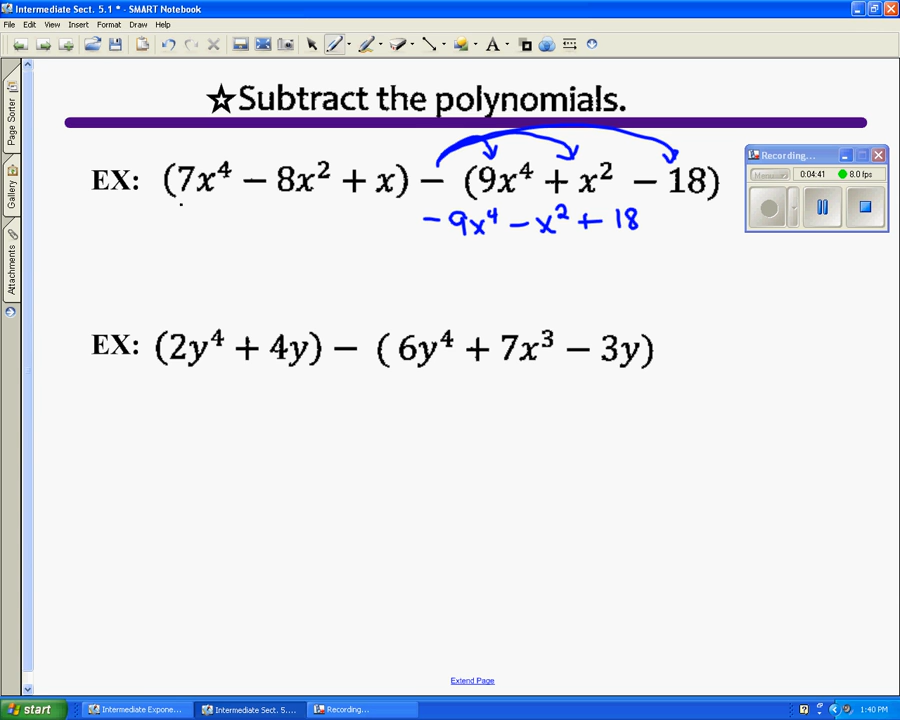 Intermediate Sect. 5.1 * - SMART Notebook
File Edit View Insert Format Draw Help
Page Sorter
Gallery
Attachments
☆Subtract the polynomials.
EX: (7x⁴ − 8x² + x) − (9x⁴ + x² − 18)
− 9x⁴ − x² + 18
EX: (2y⁴ + 4y) − ( 6y⁴ + 7x³ − 3y)
Recording...
0:04:41 8.0 fps
Extend Page
start Intermediate Expone... Intermediate Sect. 5.... Recording... 1:40 PM